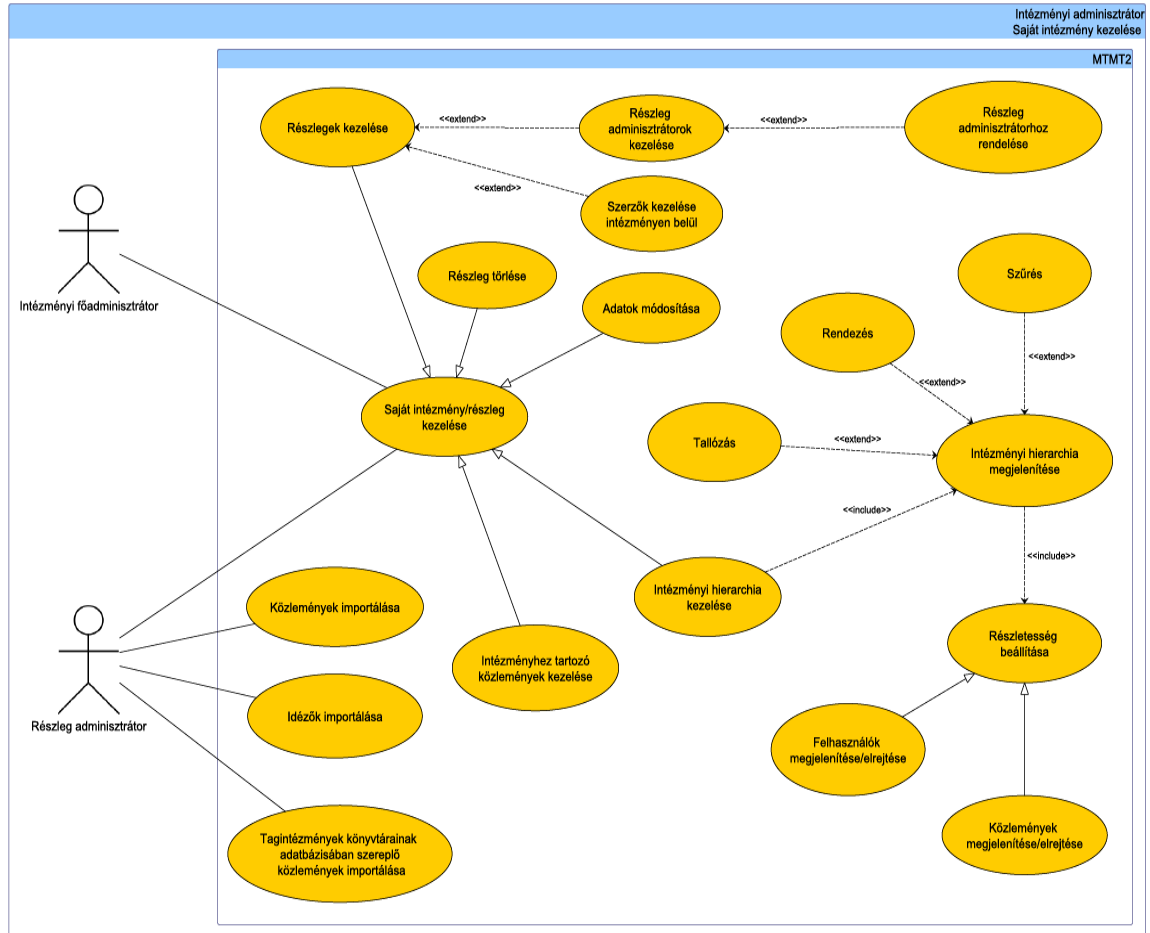 Intézményi adminisztrátor
Saját intézmény kezelése
MTMT2
Részlegek kezelése
<<extend>>
Részleg
adminisztrátorok
kezelése
<<extend>>
Részleg
adminisztrátorhoz
rendelése
<<extend>>
Szerzők kezelése
intézményen belül
Intézményi főadminisztrátor
Részleg törlése
Adatok módosítása
Szűrés
Rendezés
<<extend>>
<<extend>>
Saját intézmény/részleg
kezelése
Tallózás
<<extend>>
Intézményi hierarchia
megjelenítése
<<include>>
<<include>>
Intézményi hierarchia
kezelése
Közlemények importálása
Részletesség
beállítása
Intézményhez tartozó
közlemények kezelése
Részleg adminisztrátor
Idézők importálása
Felhasználók
megjelenítése/elrejtése
Közlemények
megjelenítése/elrejtése
Tagintézmények könyvtárainak
adatbázisában szereplő
közlemények importálása